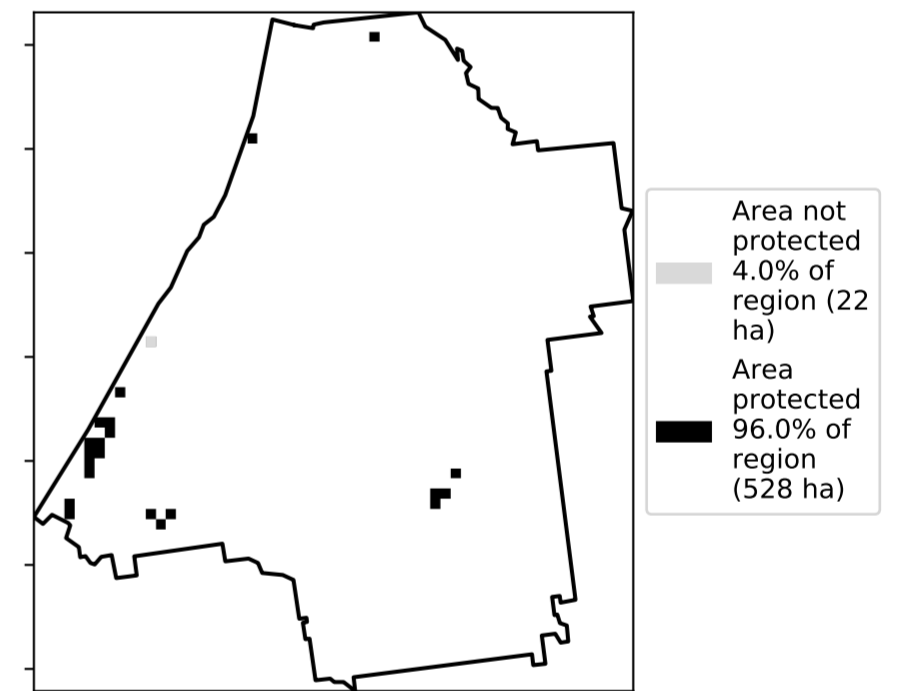 Area not
protected
4.0% of
region (22
ha)
Area
protected
96.0% of
region
(528 ha)